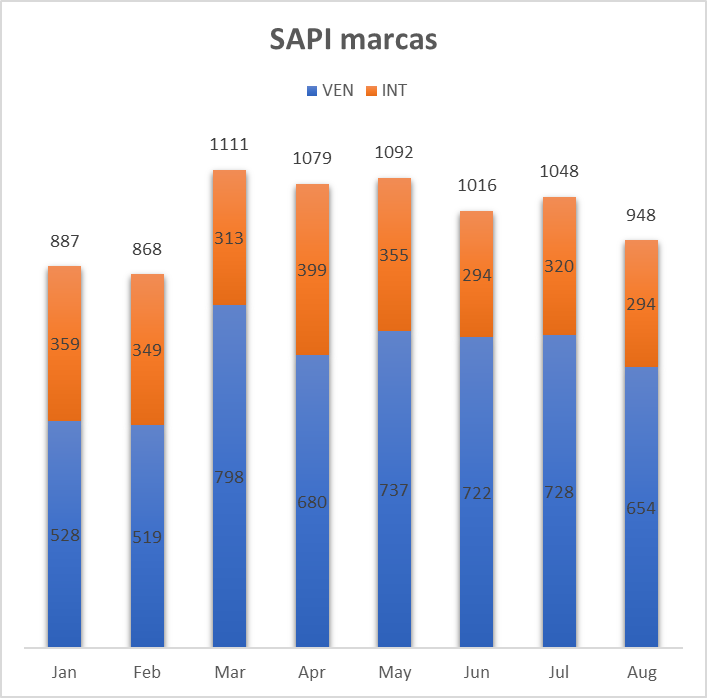 SAPI marcas
VEN INT
887 868 1111 1079 1092 1016 1048 948
359 349 313 399 355 294 320 294
528 519 798 680 737 722 728 654
Jan Feb Mar Apr May Jun Jul Aug